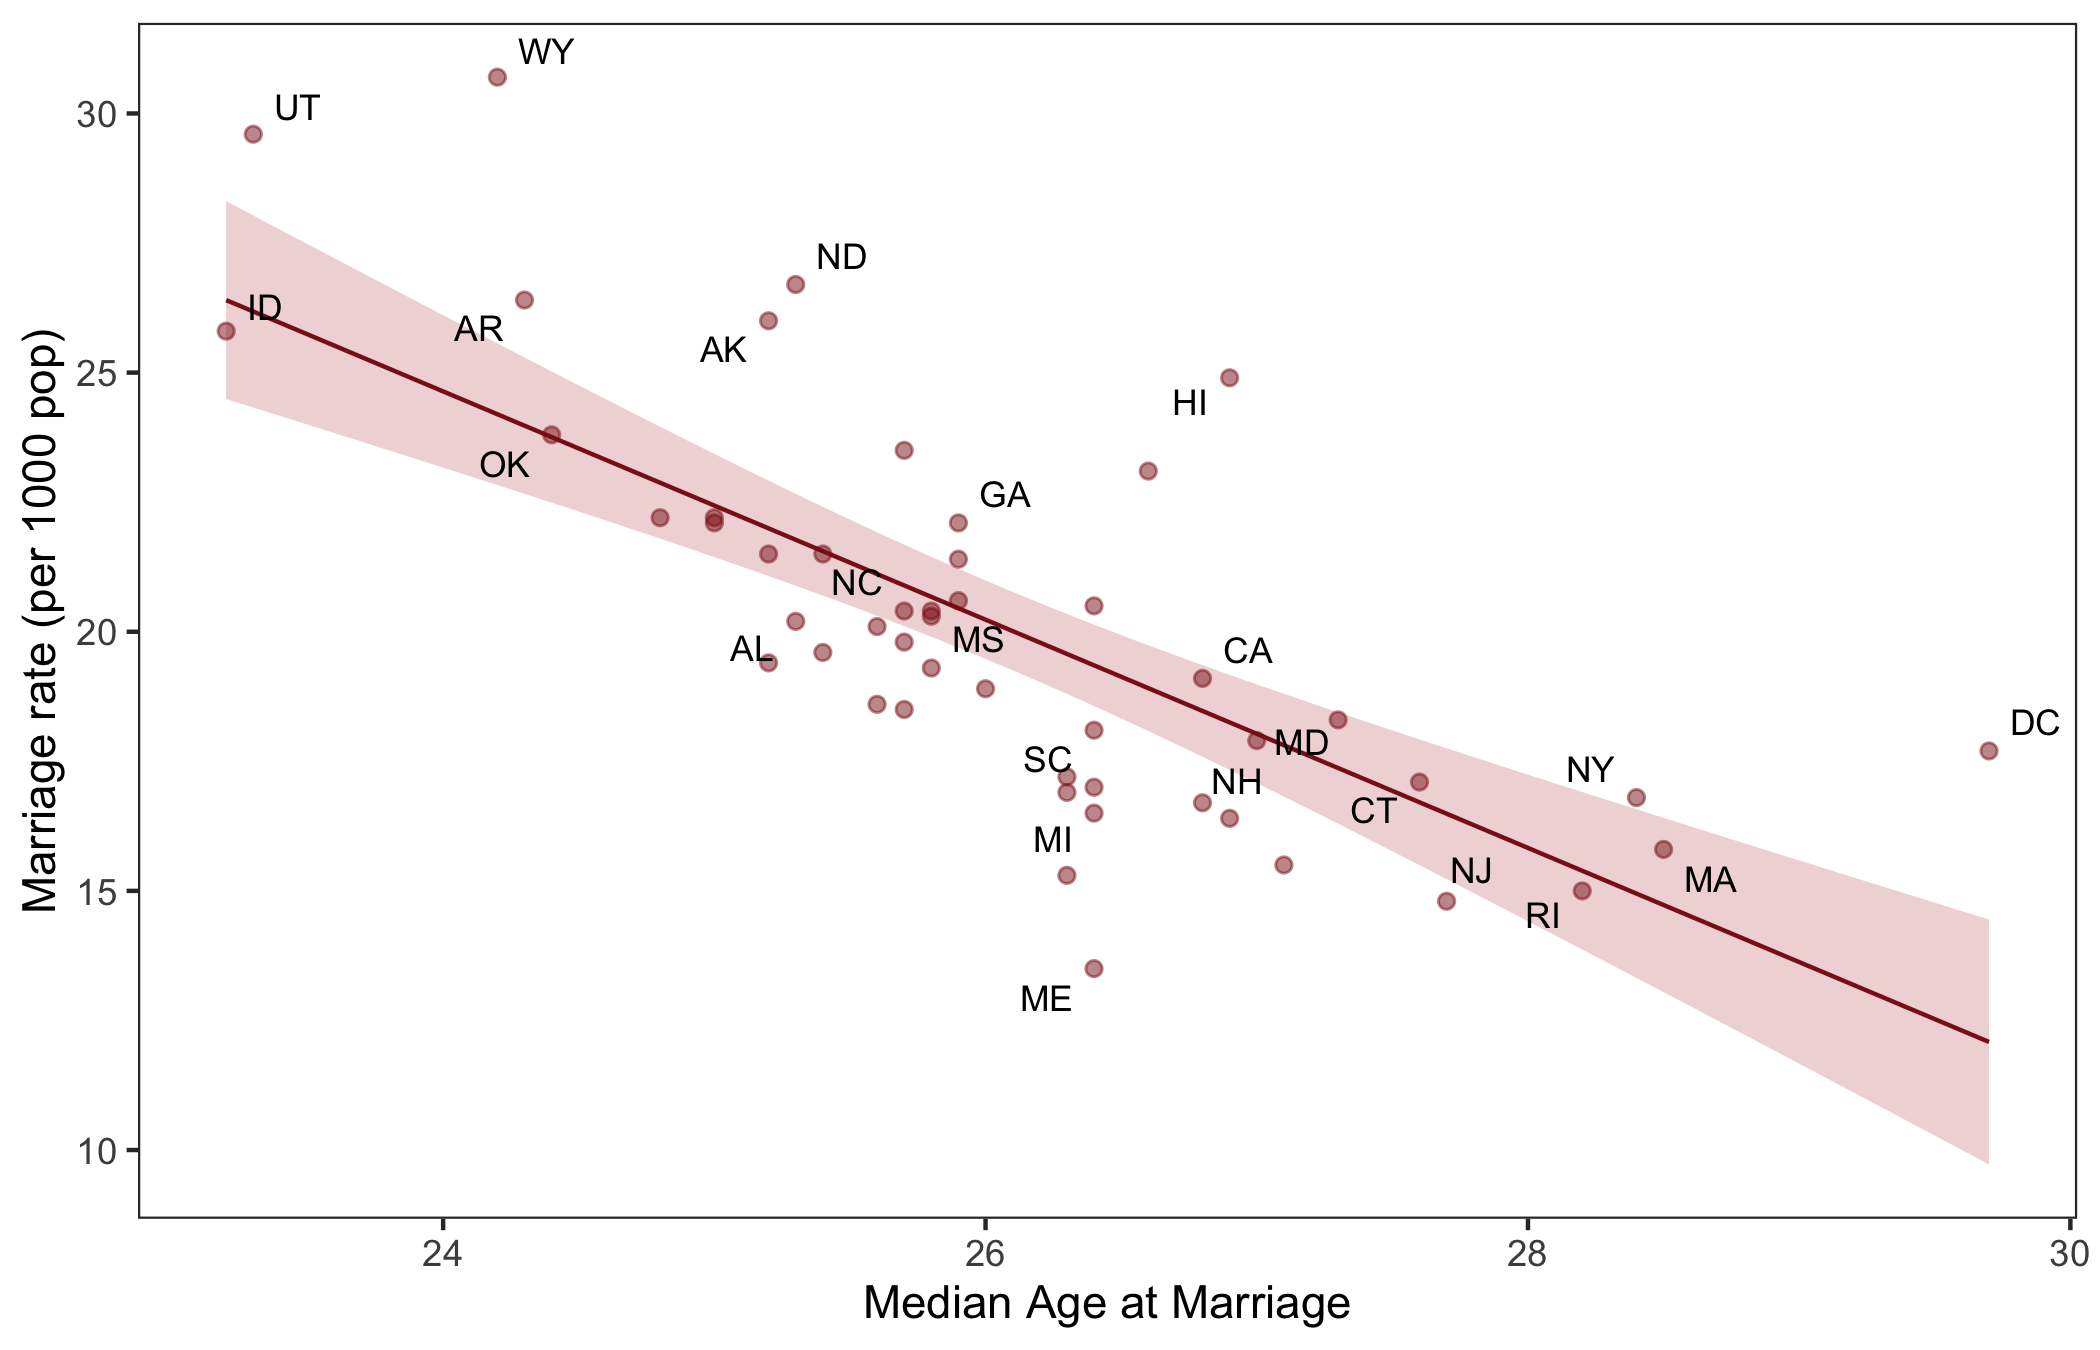 WY
UT
30
ND
ID
AR
AK
25
HI
OK
GA
NC
20
MS
AL
CA
DC
SC
MD
NY
NH
CT
MI
NJ
MA
15
RI
ME
10
Marriage rate (per 1000 pop)
24
26
28
30
Median Age at Marriage